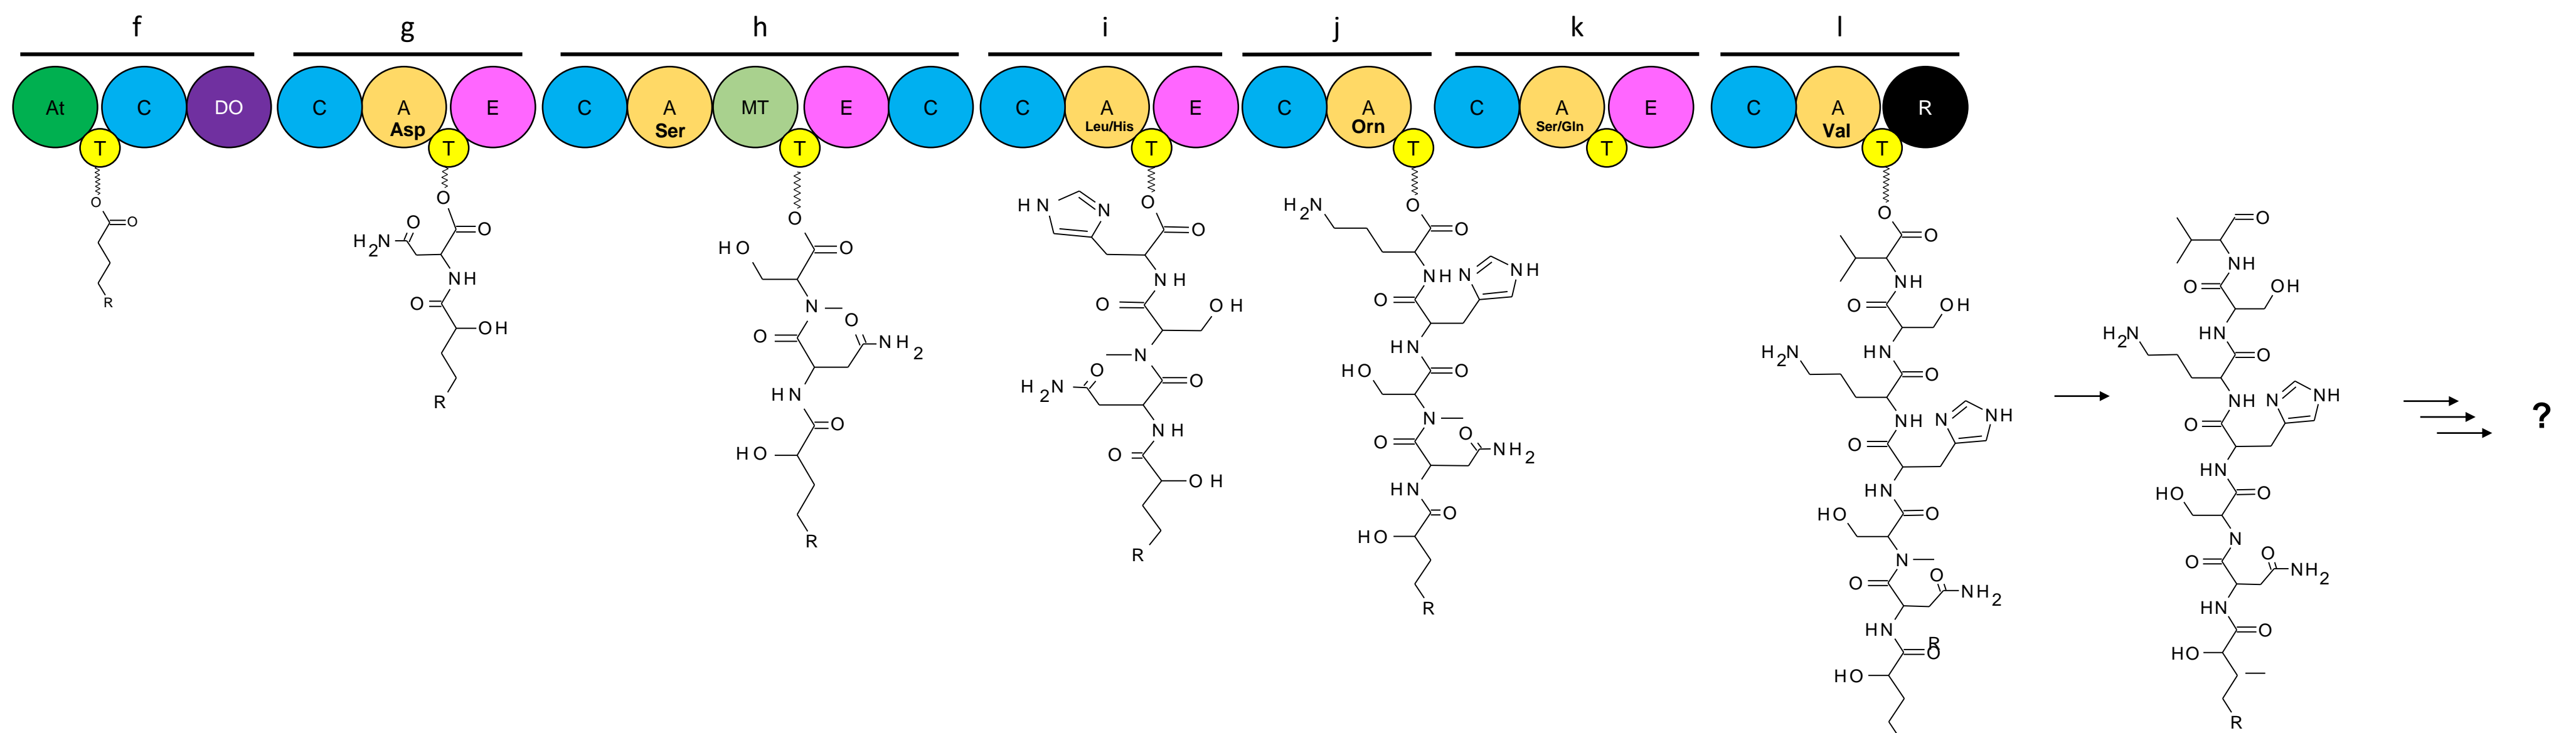 f g h i j k l
At C DO C A E C A MT E C C A E C A C A E C A R
Asp Ser Leu/His Orn Ser/Gln Val
T T T T T T T
O
O
R
O
O
O
H₂N
NH
O
OH
R
O
HO
O
N
O
O
NH₂
HN
O
HO
R
O
HN
N
O
NH
O
OH
N
O
H₂N
O
NH
O
OH
R
H₂N
O
O
NH
N
NH
O
HN
HO
O
N
O
O
NH₂
HN
O
HO
R
O
O
NH
O
OH
HN
H₂N
O
NH
N
NH
O
HN
HO
O
N
O
O
NH₂
HN
R
O
HO
O
NH
O
OH
HN
H₂N
O
NH
N
NH
O
HN
HO
O
N
O
O
NH₂
HN
O
HO
R
?